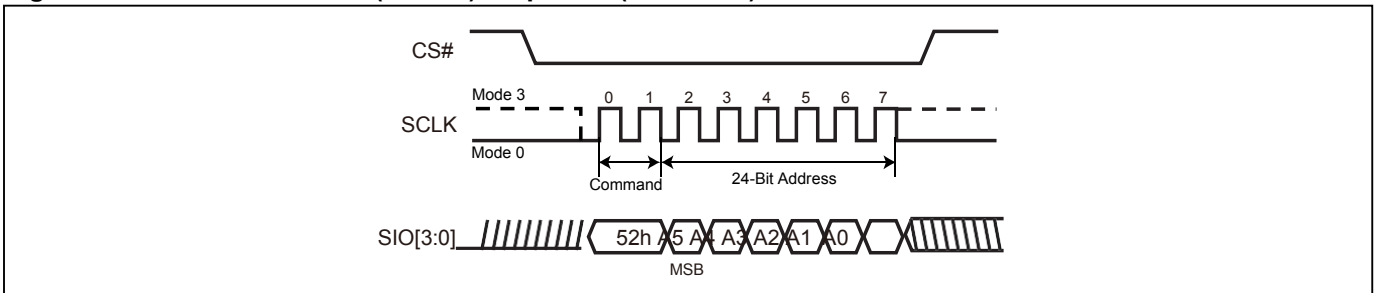 CS#
Mode 3
0 1 2 3 4 5 6 7
SCLK
Mode 0
Command
24-Bit Address
SIO[3:0]
52h A5 A4 A3 A2 A1 A0
MSB